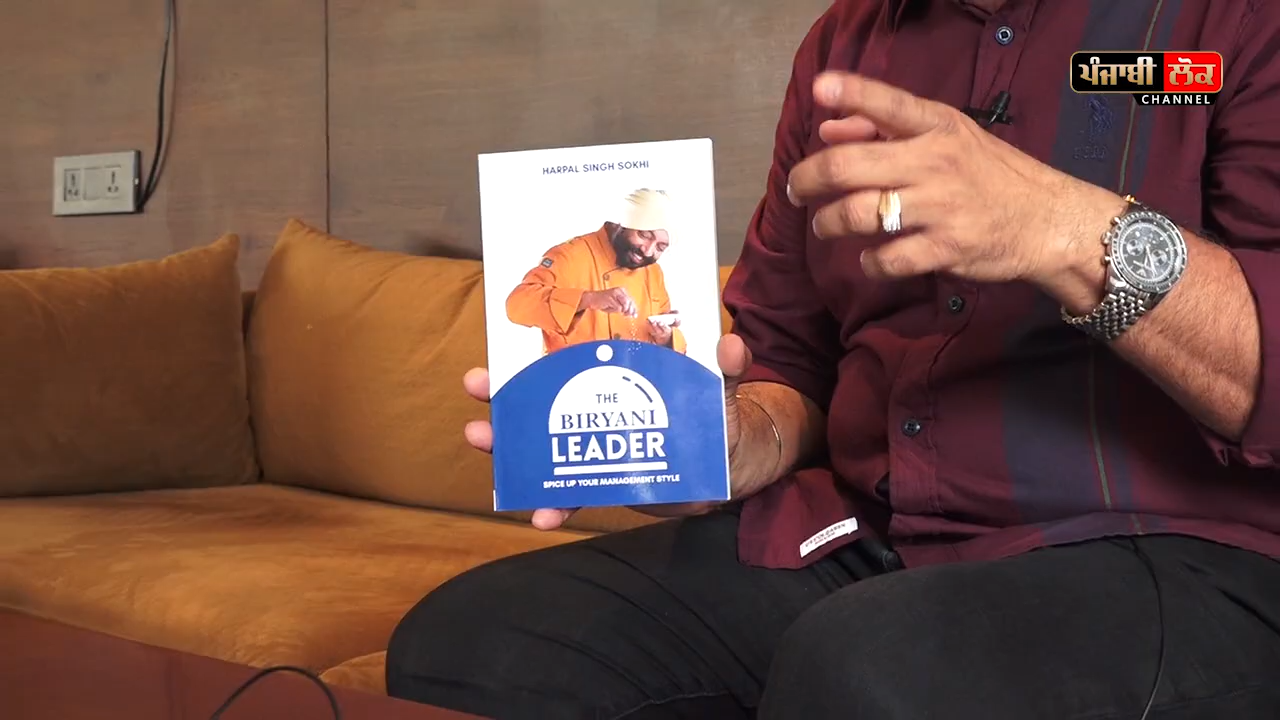 ਪੰਜਾਬੀ ਲੋਕ
CHANNEL
HARPAL SINGH SOKHI
THE
BIRYANI
LEADER
SPICE UP YOUR MANAGEMENT STYLE